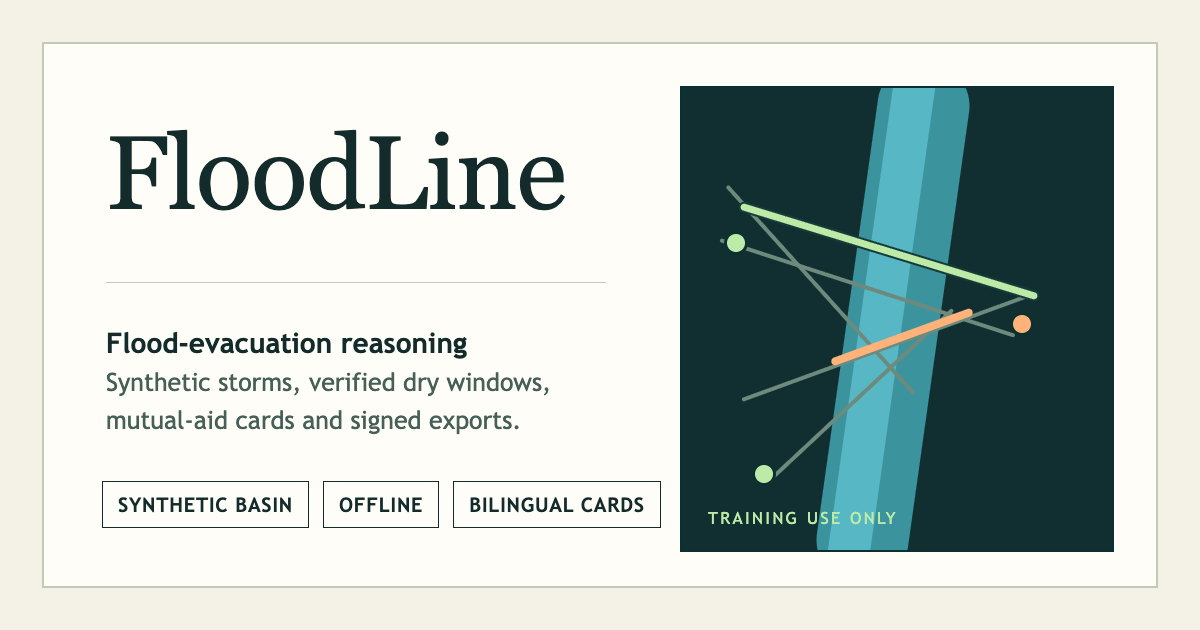 FloodLine
Flood-evacuation reasoning
Synthetic storms, verified dry windows,
mutual-aid cards and signed exports.
SYNTHETIC BASIN
OFFLINE
BILINGUAL CARDS
TRAINING USE ONLY